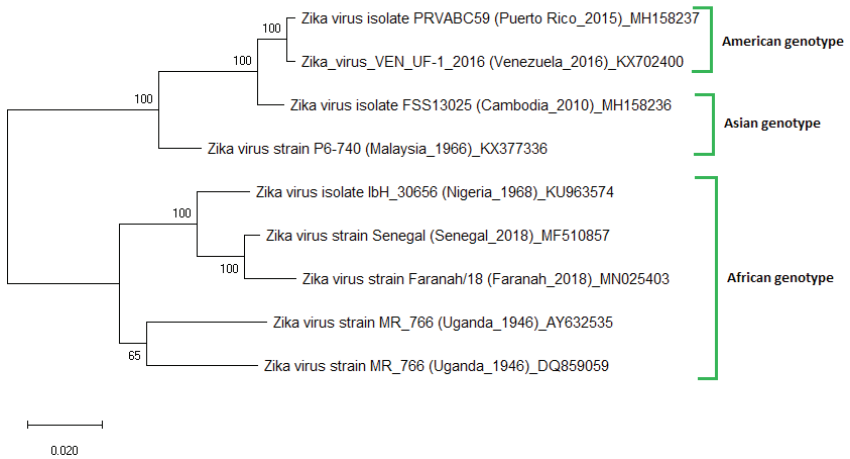 Zika virus isolate PRVABC59 (Puerto Rico_2015)_MH158237
100
American genotype
Zika_virus_VEN_UF-1_2016 (Venezuela_2016)_KX702400
100
100
Zika virus isolate FSS13025 (Cambodia_2010)_MH158236
Asian genotype
Zika virus strain P6-740 (Malaysia_1966)_KX377336
Zika virus isolate IbH_30656 (Nigeria_1968)_KU963574
100
Zika virus strain Senegal (Senegal_2018)_MF510857
100
Zika virus strain Faranah/18 (Faranah_2018)_MN025403
African genotype
Zika virus strain MR_766 (Uganda_1946)_AY632535
65
Zika virus strain MR_766 (Uganda_1946)_DQ859059
0.020